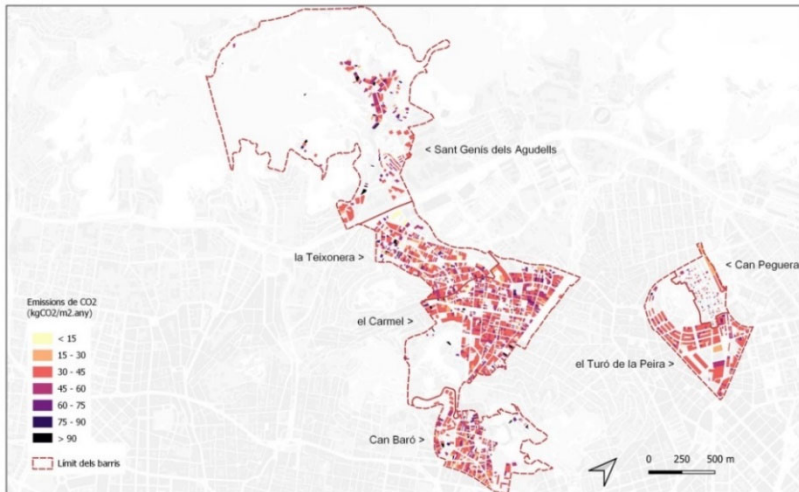 < Sant Genís dels Agudells
la Teixonera >
< Can Peguera
Emissions de CO2
(kgCO2/m2.any)
< 15
15 - 30
30 - 45
45 - 60
60 - 75
75 - 90
> 90
Límit dels barris
el Carmel >
el Turó de la Peira >
Can Baró >
0 250 500 m